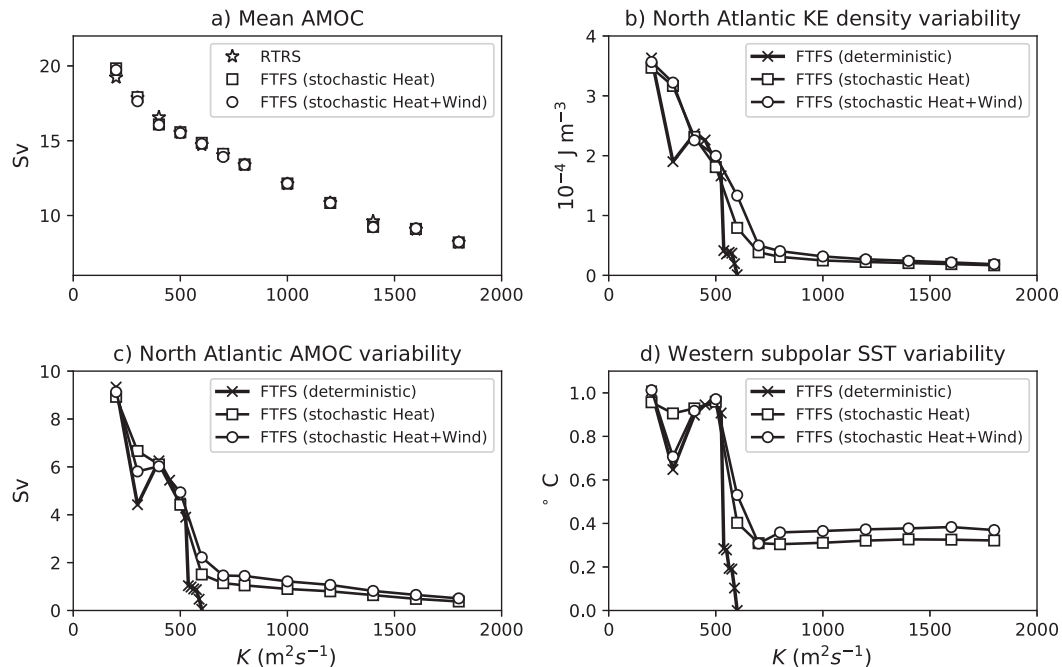 a) Mean AMOC
20
15
10
Sv
0
500
1000
1500
2000
RTRS
FTFS (stochastic Heat)
FTFS (stochastic Heat+Wind)
b) North Atlantic KE density variability
4
3
2
1
0
10⁻⁴ J m⁻³
0
500
1000
1500
2000
FTFS (deterministic)
FTFS (stochastic Heat)
FTFS (stochastic Heat+Wind)
c) North Atlantic AMOC variability
10
8
6
4
2
0
Sv
0
500
1000
1500
2000
K (m²s⁻¹)
FTFS (deterministic)
FTFS (stochastic Heat)
FTFS (stochastic Heat+Wind)
d) Western subpolar SST variability
1.0
0.8
0.6
0.4
0.2
0.0
° C
0
500
1000
1500
2000
K (m²s⁻¹)
FTFS (deterministic)
FTFS (stochastic Heat)
FTFS (stochastic Heat+Wind)